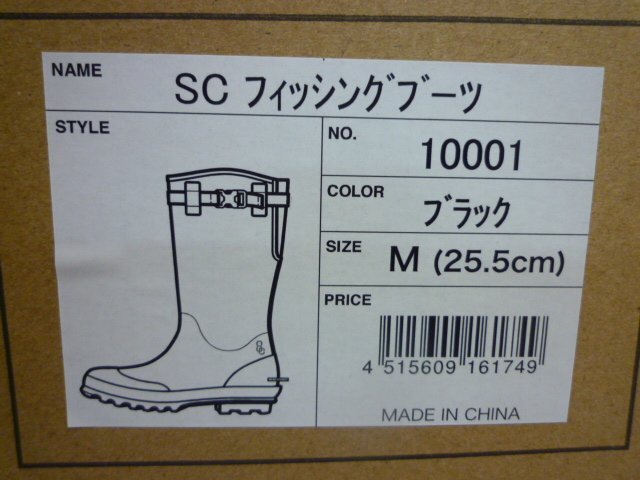 NAME
SC フィッシングブーツ
STYLE
NO.
10001
COLOR
ブラック
SIZE
M (25.5cm)
PRICE
4 515609 161749
MADE IN CHINA